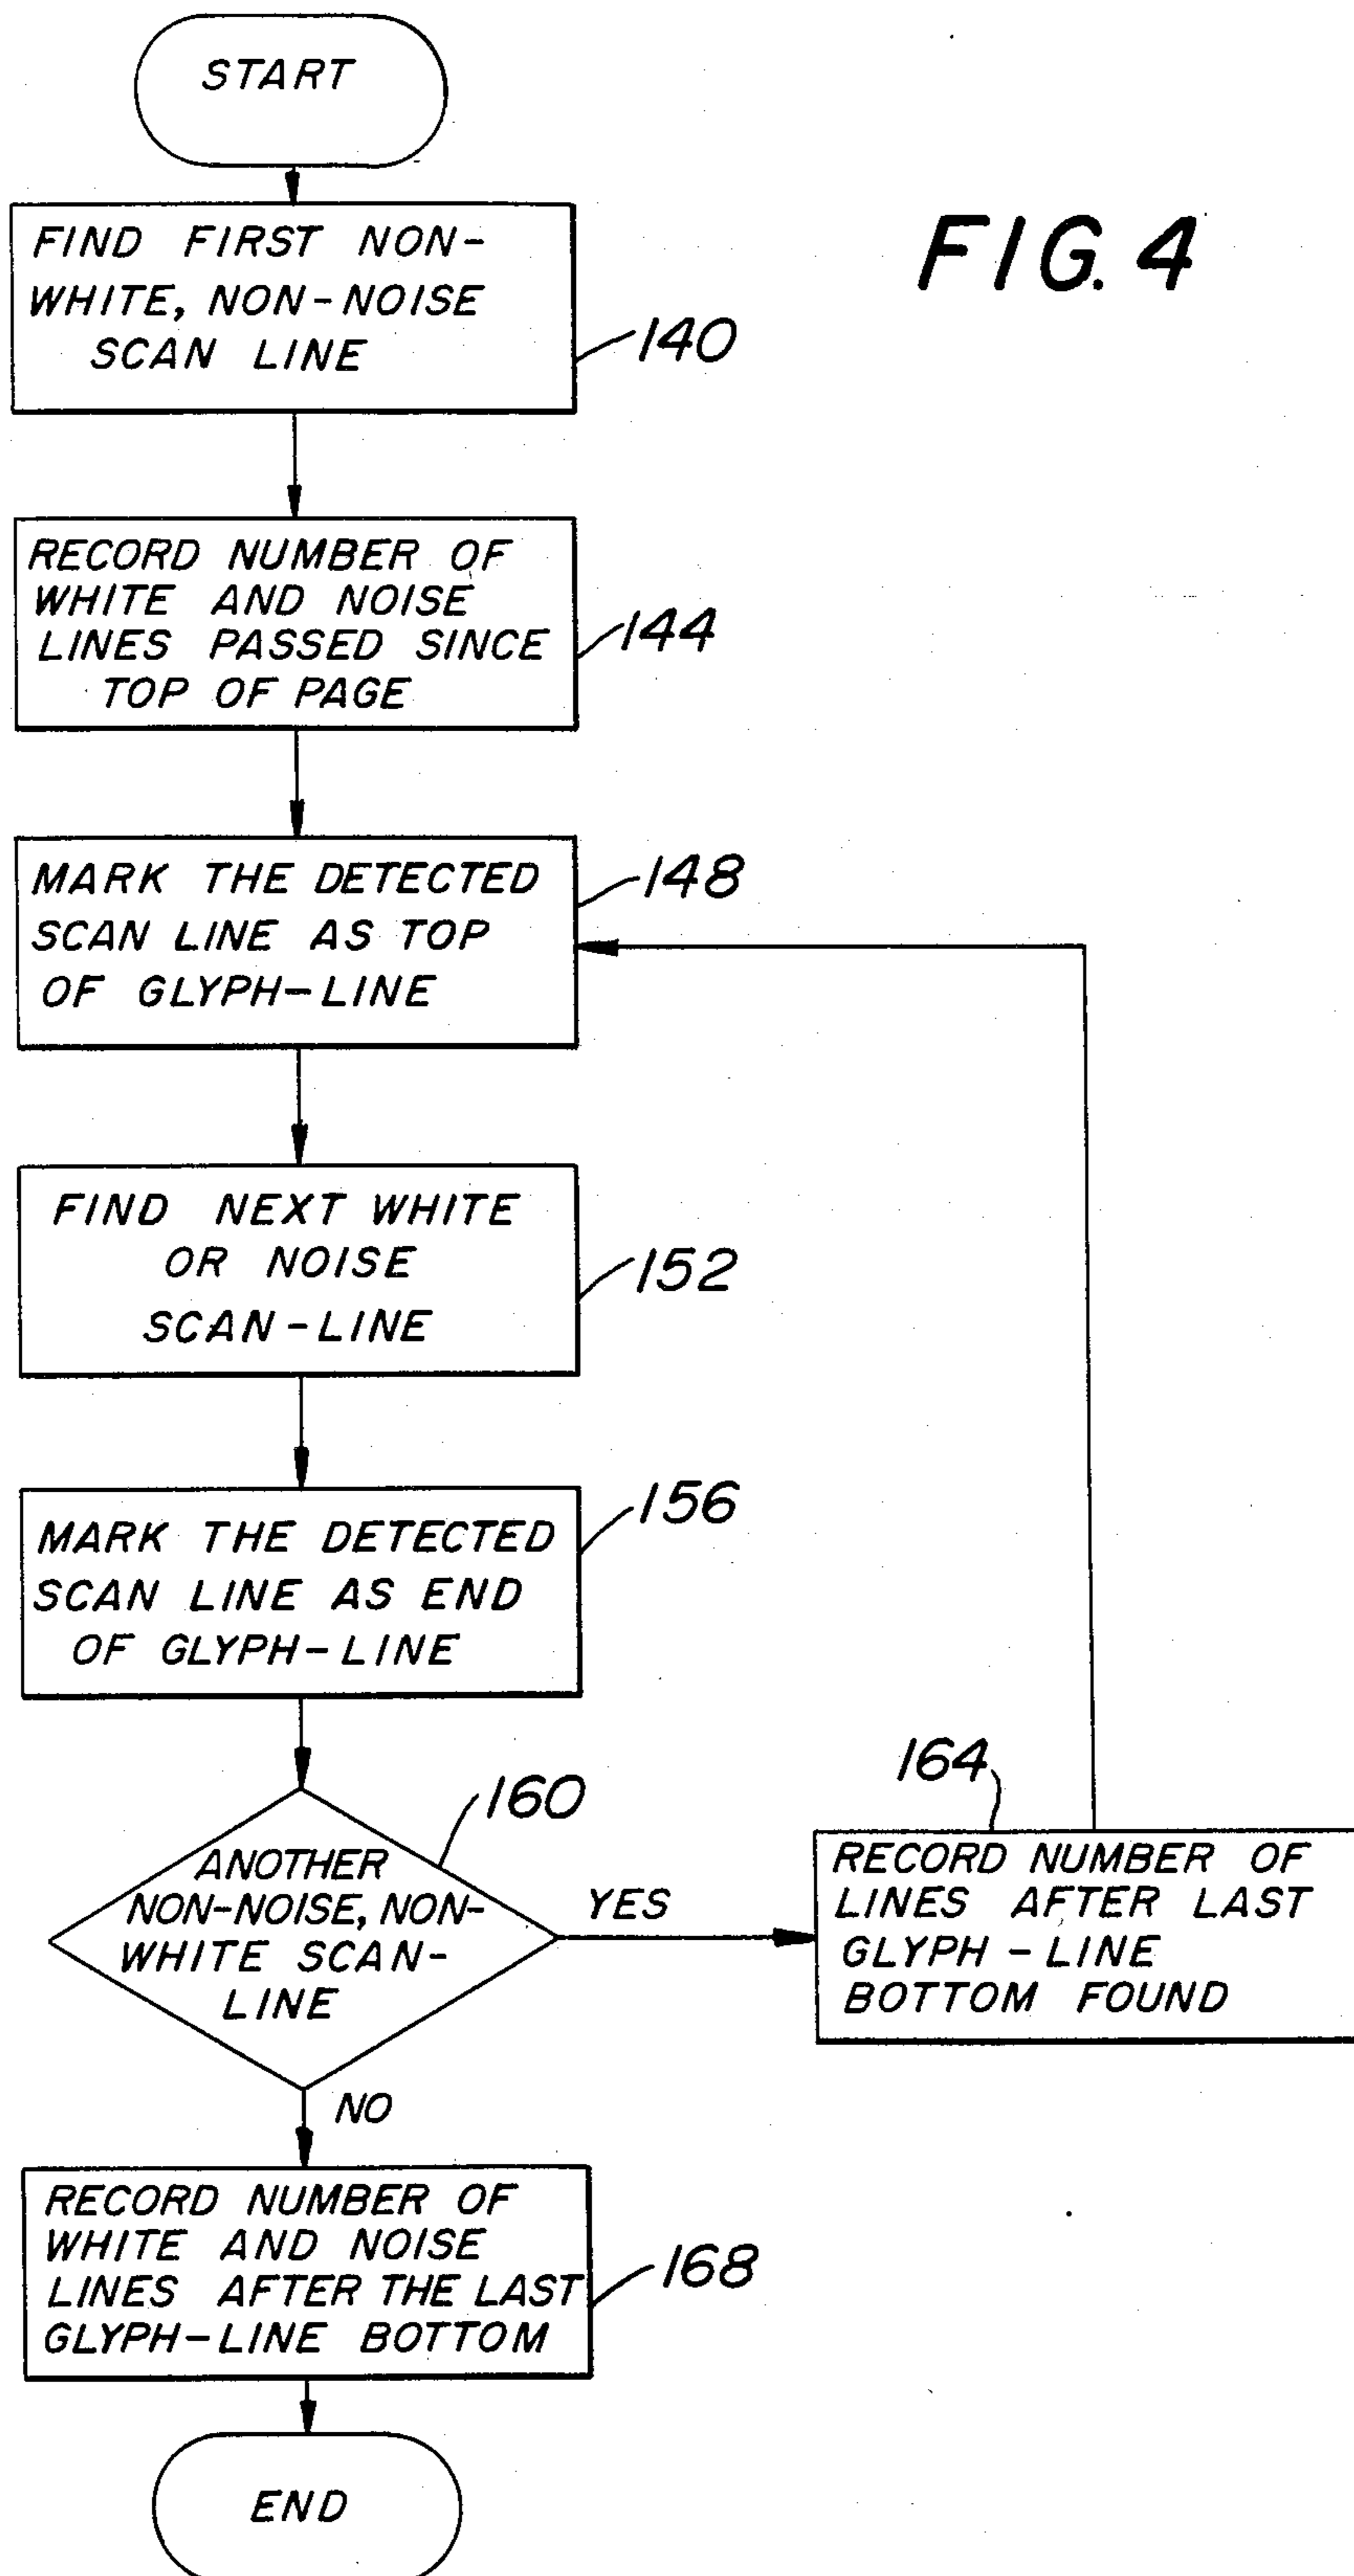 START
FIG. 4
FIND FIRST NON-
WHITE, NON-NOISE
SCAN LINE
140
RECORD NUMBER OF
WHITE AND NOISE
LINES PASSED SINCE
TOP OF PAGE
144
MARK THE DETECTED
SCAN LINE AS TOP
OF GLYPH-LINE
148
FIND NEXT WHITE
OR NOISE
SCAN-LINE
152
MARK THE DETECTED
SCAN LINE AS END
OF GLYPH-LINE
156
ANOTHER
NON-NOISE, NON-
WHITE SCAN-
LINE
160
YES
164
RECORD NUMBER OF
LINES AFTER LAST
GLYPH-LINE
BOTTOM FOUND
NO
RECORD NUMBER OF
WHITE AND NOISE
LINES AFTER THE LAST
GLYPH-LINE BOTTOM
168
END